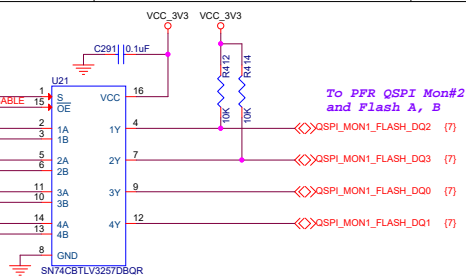 VCC_3V3 VCC_3V3
C291 0.1uF
R412
R414
10K
10K
U21
ABLE
1 S VCC 16
15 OE
2 1A 1Y 4 QSPI_MON1_FLASH_DQ2 {7}
3 1B
5 2A 2Y 7 QSPI_MON1_FLASH_DQ3 {7}
6 2B
11 3A 3Y 9 QSPI_MON1_FLASH_DQ0 {7}
10 3B
14 4A 4Y 12 QSPI_MON1_FLASH_DQ1 {7}
13 4B
8 GND
SN74CBTLV3257DBQR
To PFR QSPI Mon#2
and Flash A, B